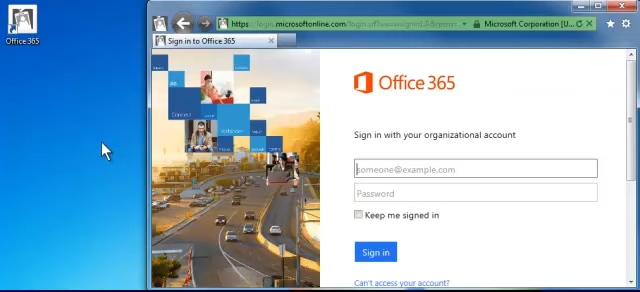 Office 365
https://login.microsoftonline.com/login.srf?wa=wsignin1.0&rpsnv
Microsoft Corporation [U...
Sign in to Office 365
Office 365
Sign in with your organizational account
someone@example.com
Password
Keep me signed in
Sign in
Can't access your account?